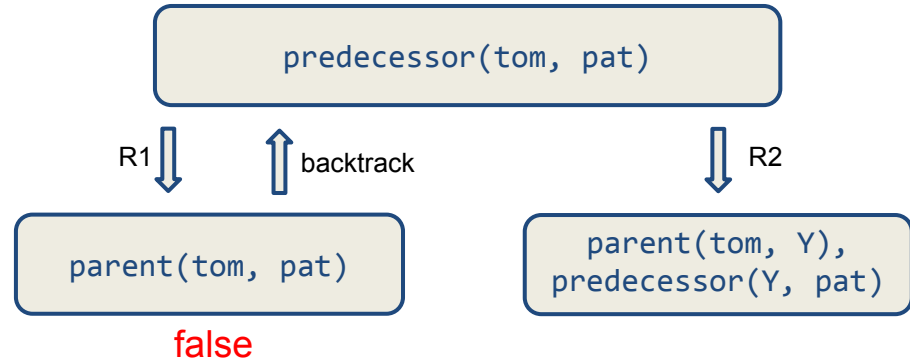 predecessor(tom, pat)
R1
backtrack
R2
parent(tom, pat)
parent(tom, Y),
predecessor(Y, pat)
false